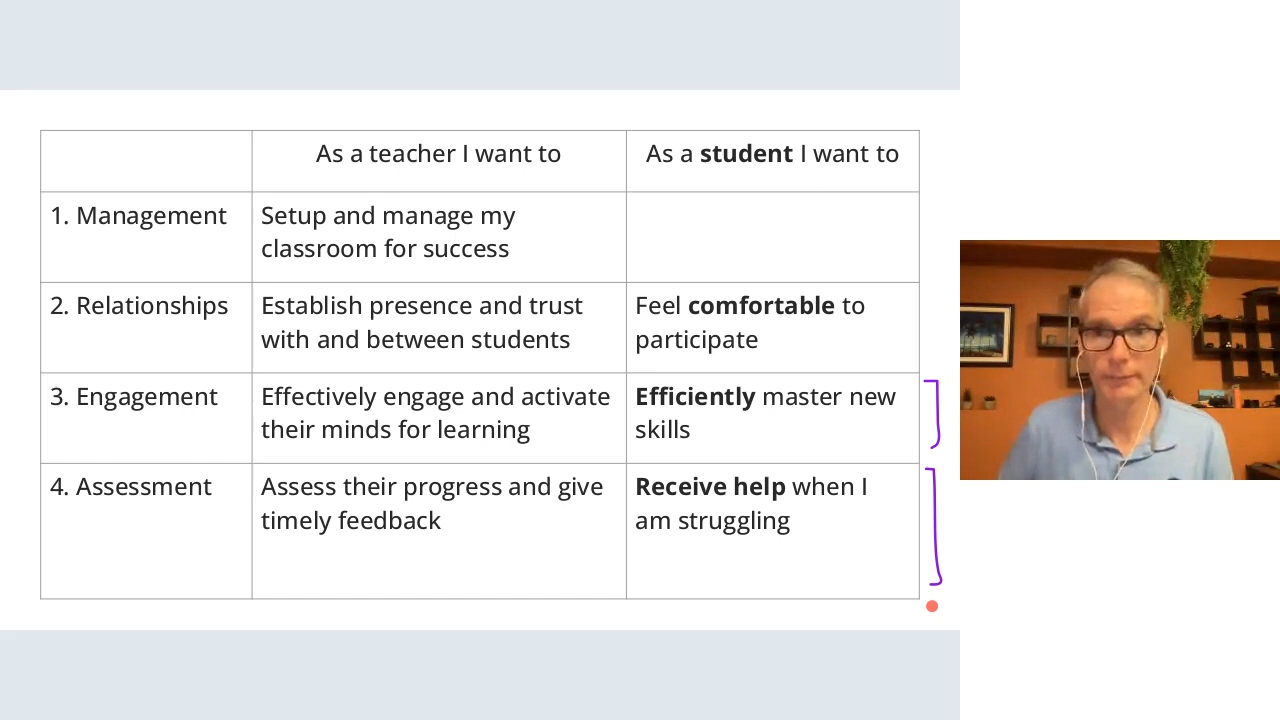 As a teacher I want to
As a student I want to
1. Management
Setup and manage my
classroom for success
2. Relationships
Establish presence and trust
with and between students
Feel comfortable to
participate
3. Engagement
Effectively engage and activate
their minds for learning
Efficiently master new
skills
4. Assessment
Assess their progress and give
timely feedback
Receive help when I
am struggling